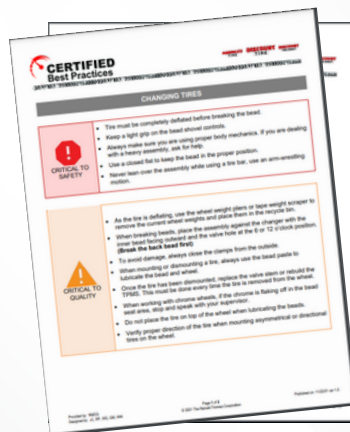 CERTIFIED
Best Practices
DISCOUNT
TIRE
CHANGING TIRES
CRITICAL TO
SAFETY
• Tire must be completely deflated before breaking the bead.
• Keep a light grip on the bead shovel controls.
• Always make sure you are using proper body mechanics. If you are dealing
with a heavy assembly, ask for help.
• Use a closed fist to keep the bead in the proper position.
• Never lean over the assembly while using a tire bar, use an arm-arresting
motion.
CRITICAL TO
QUALITY
• As the tire is deflating, use the wheel weight pliers or tape weight scraper to
remove the current wheel weights and place them in the recycle bin.
• When breaking beads, place the assembly against the changer with the
inner bead facing outward and the valve hole at the 6 or 12 o'clock position.
(Break the back bead first)
• To avoid damage, always close the clamps from the outside.
• When mounting or dismounting a tire, always use the bead paste to
lubricate the bead and wheel.
• Once the tire has been dismounted, replace the valve stem or rebuild the
TPMS. This must be done every time the tire is removed from the wheel.
• When working with chrome wheels, if the chrome is flaking off in the bead
seat area, stop and speak with your supervisor.
• Do not place the tire on top of the wheel when lubricating the beads.
• Verify proper direction of the tire when mounting asymmetrical or directional
tires on the wheel.